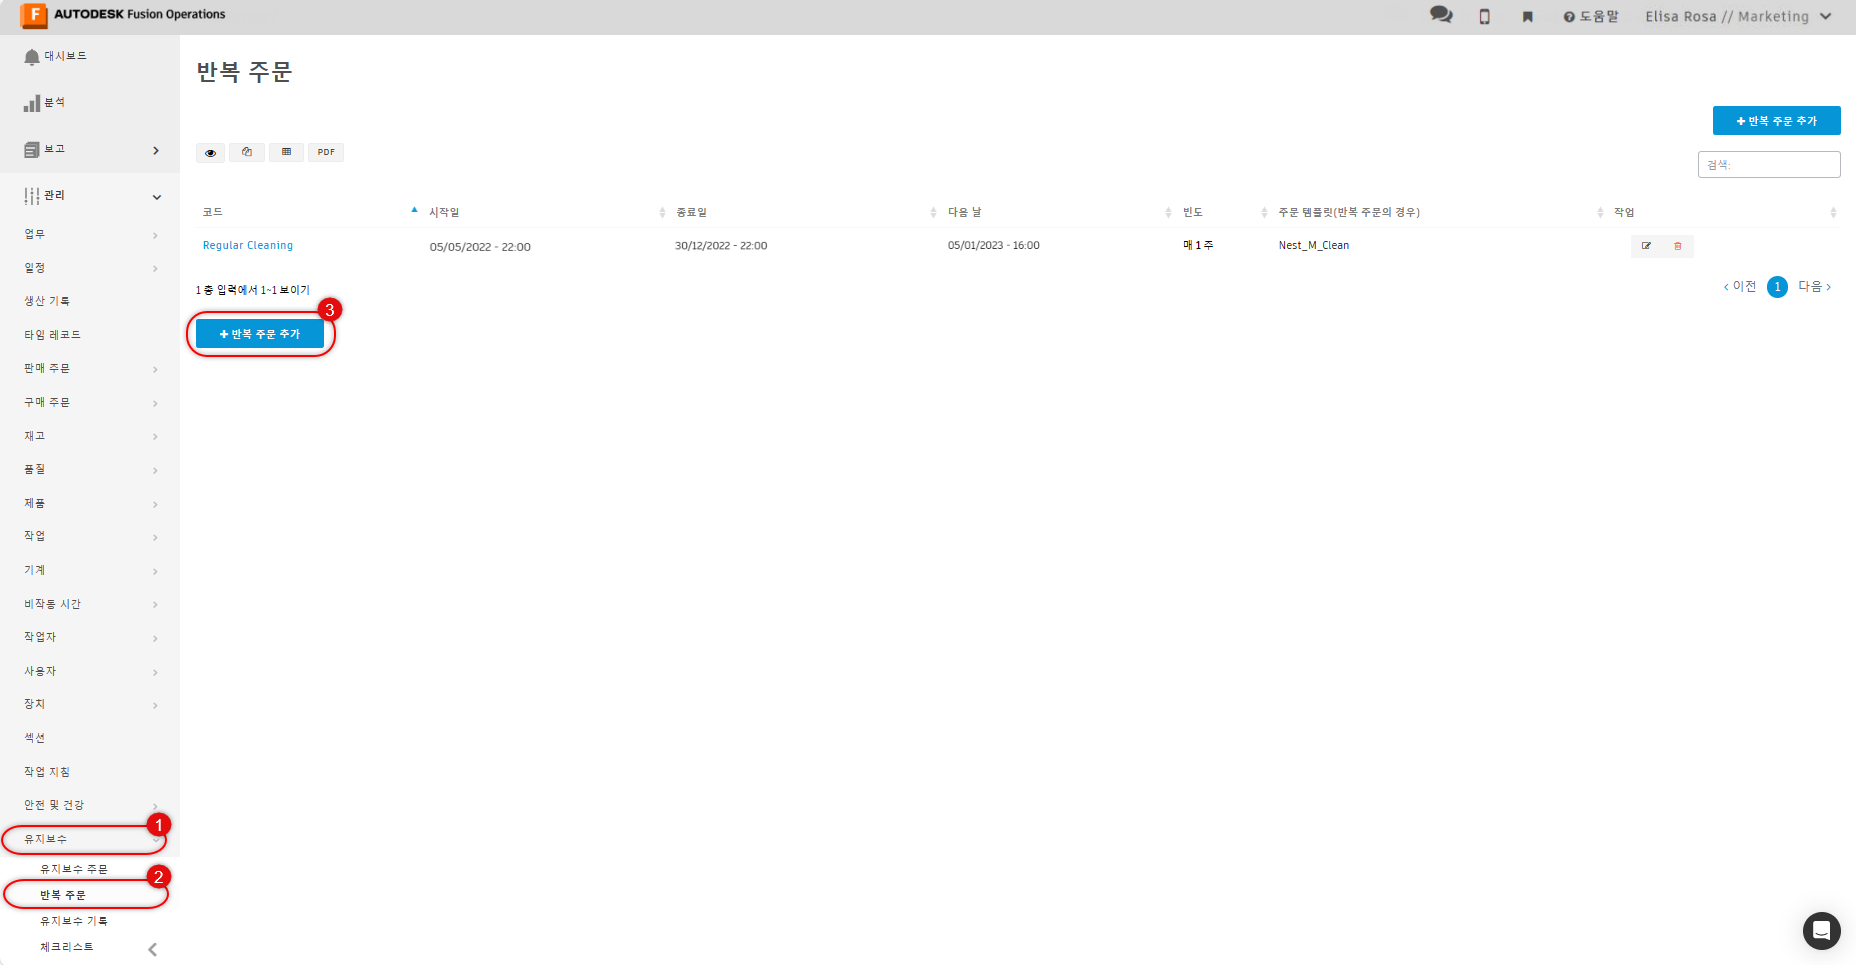 F AUTODESK Fusion Operations
도움말
Elisa Rosa // Marketing
대시보드
분석
보고
관리
업무
일정
생산 기록
타임 레코드
판매 주문
구매 주문
재고
품질
제품
작업
기계
비작동 시간
작업자
사용자
장치
섹션
작업 지침
안전 및 건강
유지보수
1
유지보수 주문
2
반복 주문
유지보수 기록
체크리스트
반복 주문
+ 반복 주문 추가
PDF
검색:
코드 시작일 종료일 다음 날 빈도 주문 템플릿(반복 주문의 경우) 작업
Regular Cleaning 05/05/2022 - 22:00 30/12/2022 - 22:00 05/01/2023 - 16:00 매 1 주 Nest_M_Clean
1 총 입력에서 1~1 보이기
‹ 이전 1 다음 ›
3
+ 반복 주문 추가